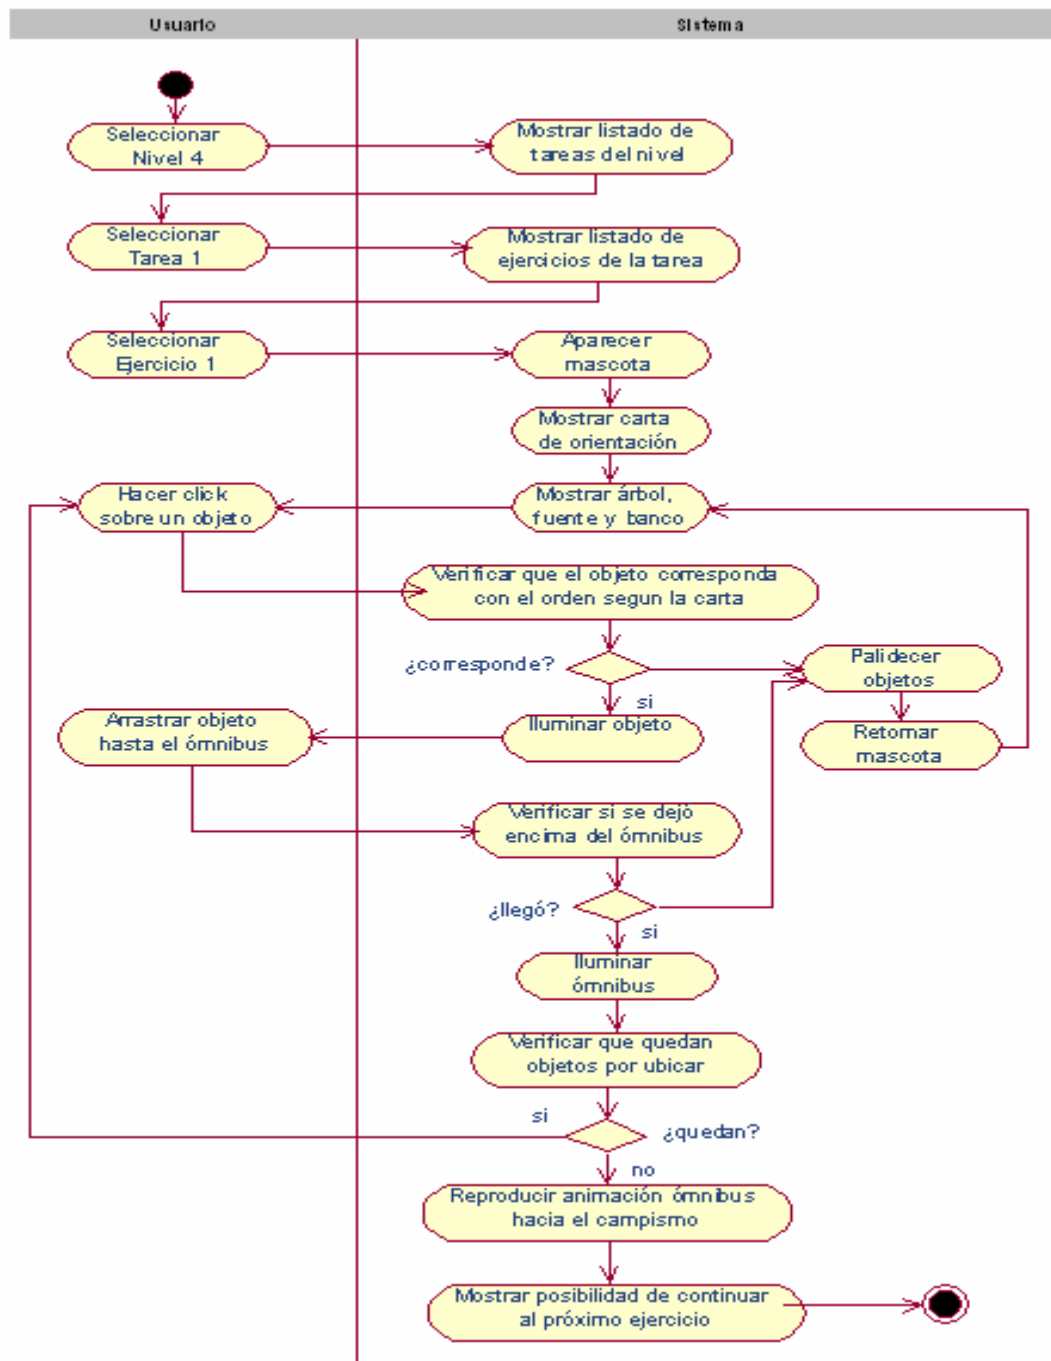 Usuario
Sistema
Seleccionar
Nivel 4
Mostrar listado de
tareas del nivel
Seleccionar
Tarea 1
Mostrar listado de
ejercicios de la tarea
Seleccionar
Ejercicio 1
Aparecer
mascota
Mostrar carta
de orientación
Hacer click
sobre un objeto
Mostrar árbol,
fuente y banco
Verificar que el objeto corresponda
con el orden segun la carta
¿corresponde?
Palidecer
objetos
si
Arrastrar objeto
hasta el ómnibus
Iluminar objeto
Retornar
mascota
Verificar si se dejó
encima del ómnibus
¿llegó?
si
Iluminar
ómnibus
Verificar que quedan
objetos por ubicar
si
¿quedan?
no
Reproducir animación ómnibus
hacia el campismo
Mostrar posibilidad de continuar
al próximo ejercicio